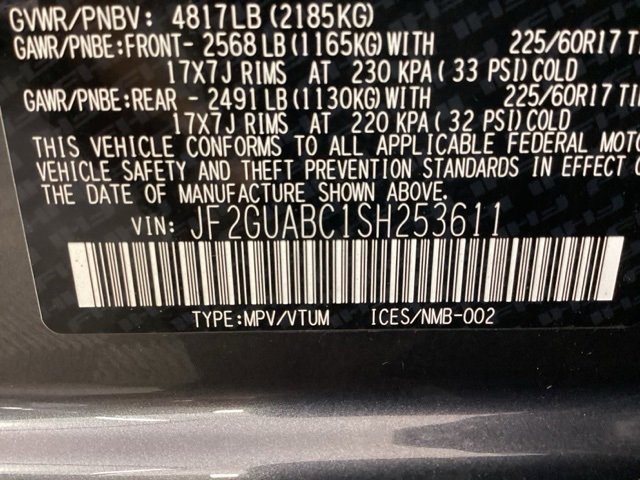 GVWR/PNBV: 4817LB (2185KG)
GAWR/PNBE:FRONT- 2568 LB (1165KG) WITH 225/60R17
17X7J RIMS AT 230 KPA (33 PSI) COLD
GAWR/PNBE:REAR - 2491 LB (1130KG) WITH 225/60R17
17X7J RIMS AT 220 KPA (32 PSI) COLD
THIS VEHICLE CONFORMS TO ALL APPLICABLE FEDERAL
VEHICLE SAFETY AND THEFT PREVENTION STANDARDS IN EFFECT
THE DATE OF MANUFACTURE SHOWN ABOVE.
VIN: JF2GUABC1SH253611
TYPE:MPV/VTUM ICES/NMB-002